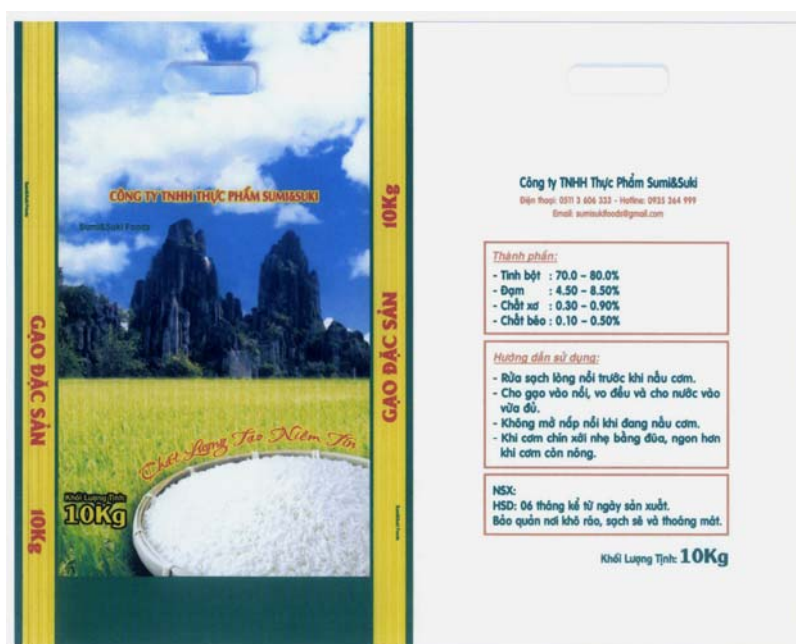 CÔNG TY TNHH THỰC PHẨM SUMI&SUKI
Sumi&Suki Foods
Chất Lượng Tạo Niềm Tin
Khối Lượng Tịnh:
10Kg
GẠO ĐẶC SẢN
10Kg
10Kg
GẠO ĐẶC SẢN
Công ty TNHH Thực Phẩm Sumi&Suki
Điện thoại: 0511 3 606 333 - Hotline: 0935 364 999
Email: sumisukifoods@gmail.com
Thành phần:
- Tinh bột : 70.0 – 80.0%
- Đạm : 4.50 – 8.50%
- Chất xơ : 0.30 – 0.90%
- Chất béo : 0.10 – 0.50%
Hướng dẫn sử dụng:
- Rửa sạch lòng nồi trước khi nấu cơm.
- Cho gạo vào nồi, vo đều và cho nước vào
vừa đủ.
- Không mở nắp nồi khi đang nấu cơm.
- Khi cơm chín xới nhẹ bằng đũa, ngon hơn
khi cơm còn nóng.
NSX:
HSD: 06 tháng kể từ ngày sản xuất.
Bảo quản nơi khô ráo, sạch sẽ và thoáng mát.
Khối Lượng Tịnh: 10Kg